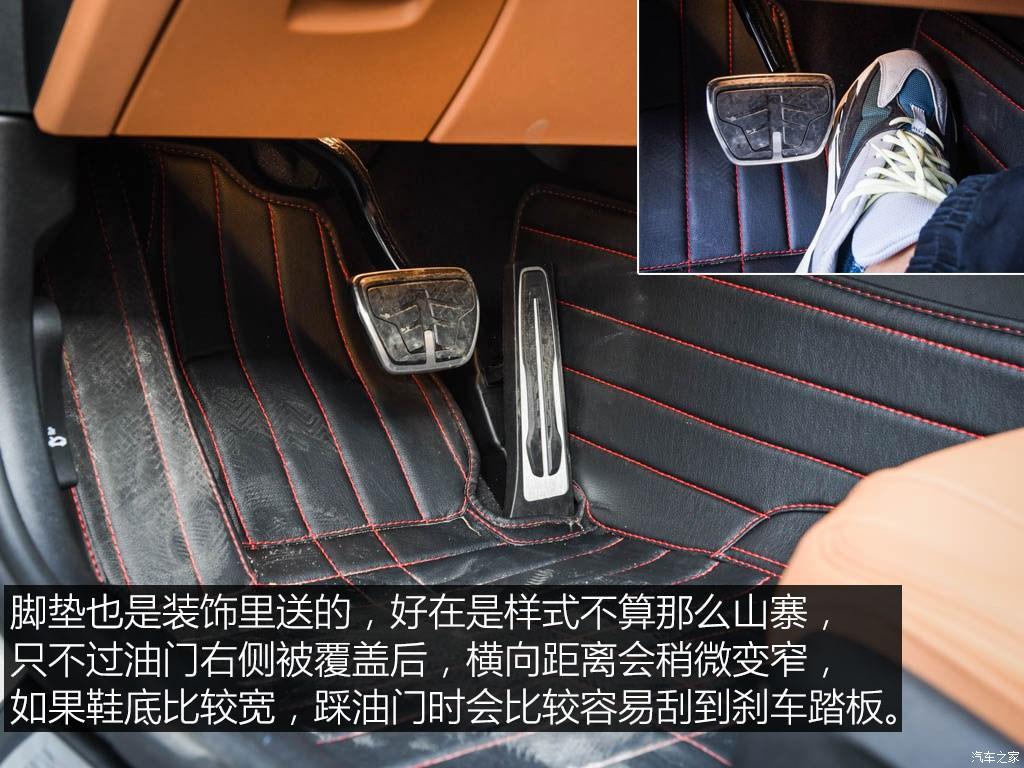 脚垫也是装饰里送的，好在是样式不算那么山寨，
只不过油门右侧被覆盖后，横向距离会稍微变窄，
如果鞋底比较宽，踩油门时会比较容易刮到刹车踏板。
汽车之家